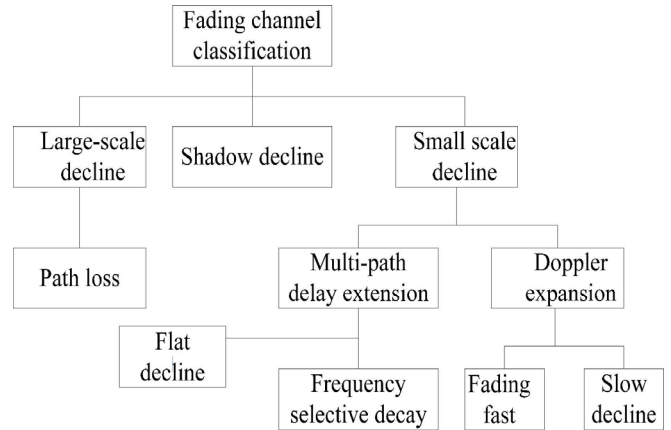 Fading channel
classification
Large-scale
decline
Shadow decline
Small scale
decline
Path loss
Multi-path
delay extension
Doppler
expansion
Flat
decline
Frequency
selective decay
Fading
fast
Slow
decline